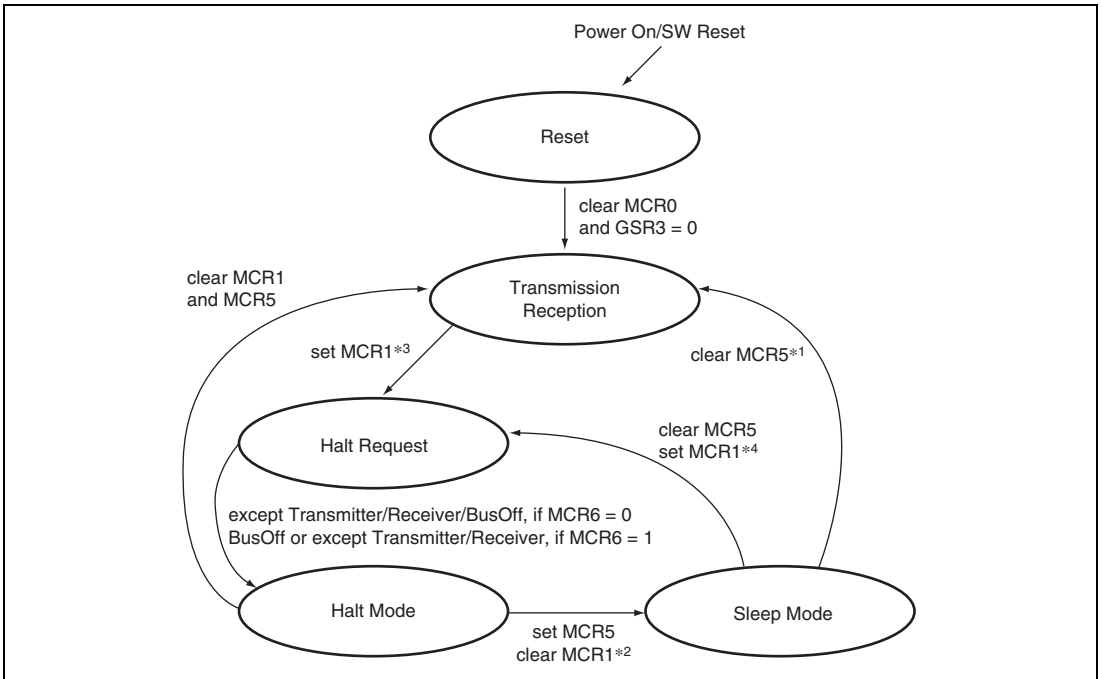 Power On/SW Reset
Reset
clear MCR0
and GSR3 = 0
clear MCR1
and MCR5
Transmission
Reception
set MCR1*3
clear MCR5*1
Halt Request
clear MCR5
set MCR1*4
except Transmitter/Receiver/BusOff, if MCR6 = 0
BusOff or except Transmitter/Receiver, if MCR6 = 1
Halt Mode
Sleep Mode
set MCR5
clear MCR1*2